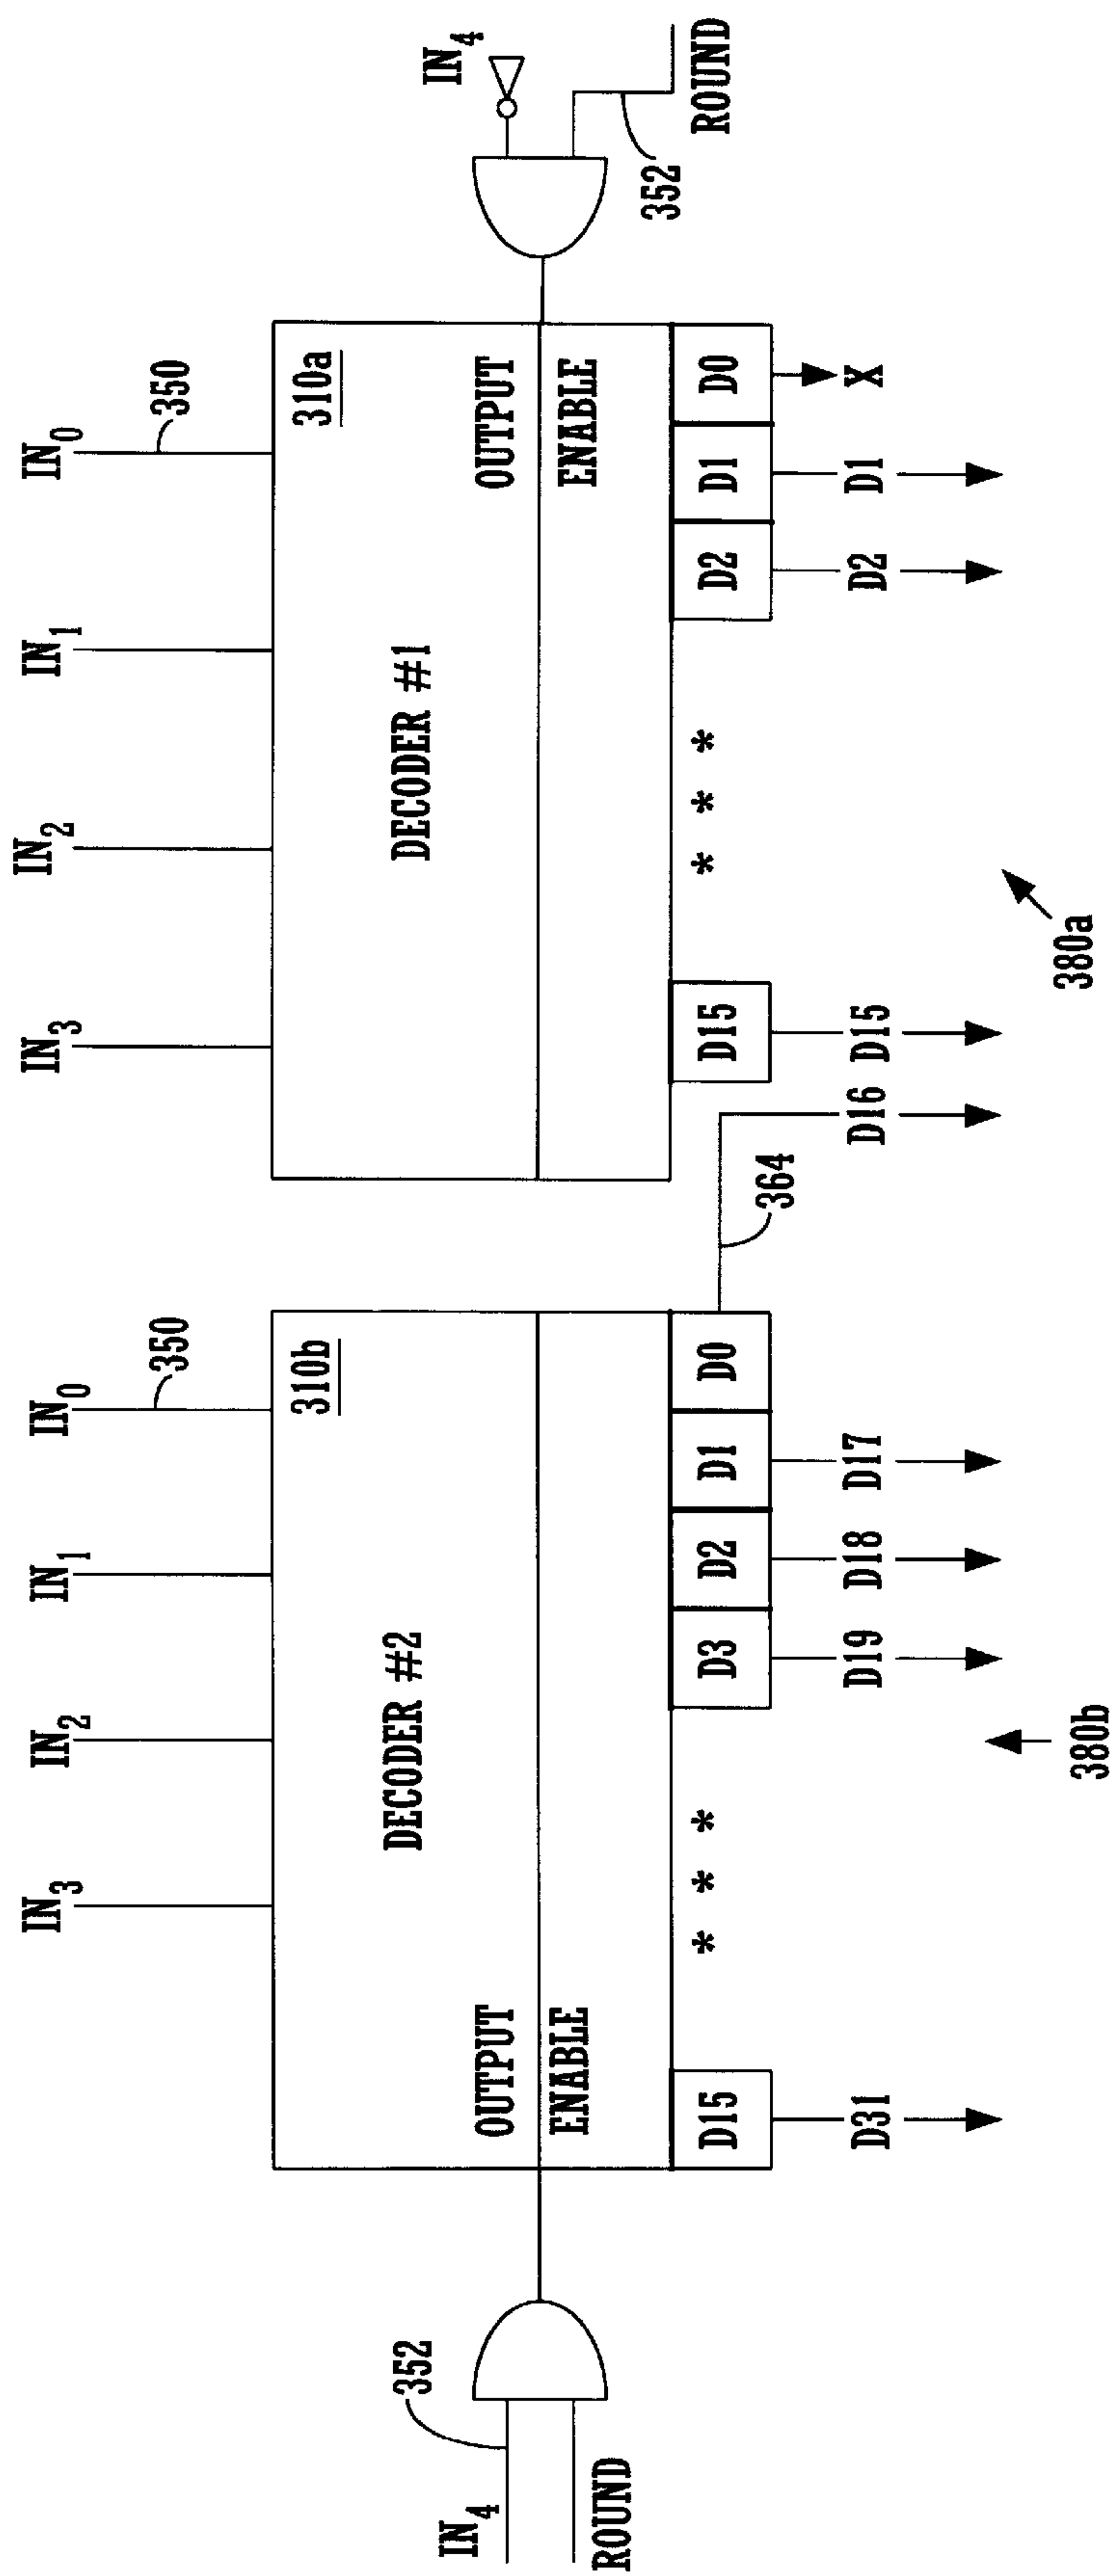 IN3 IN2 IN1 IN0 350 IN3 IN2 IN1 IN0 350
310b 310a
DECODER #2 DECODER #1
352 IN4
IN4 OUTPUT OUTPUT
ROUND ENABLE ENABLE 352 ROUND
D15 * * * D3 D2 D1 D0 D15 * * * D2 D1 D0
364
D31 D19 D18 D17 D16 D15 D2 D1 X
380b 380a